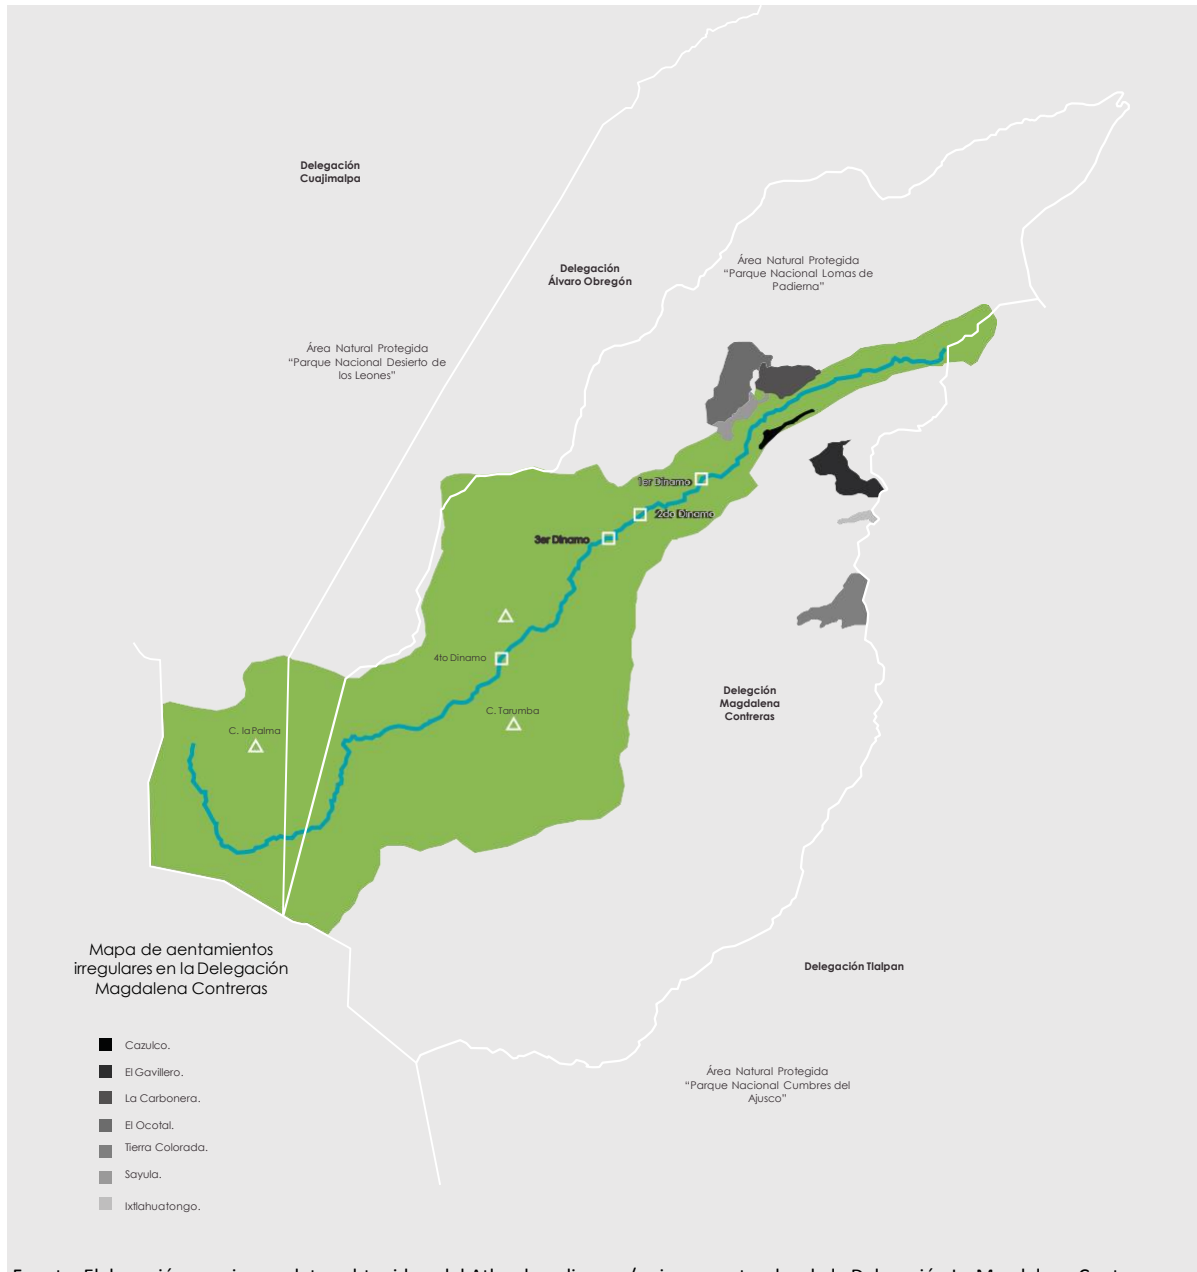 Delegación
Cuajimalpa
Delegación
Álvaro Obregón
Área Natural Protegida
“Parque Nacional Lomas de
Padierna”
Área Natural Protegida
“Parque Nacional Desierto de
los Leones”
1er Dinamo
2do Dinamo
3er Dinamo
4to Dinamo
C. Tarumba
C. la Palma
Delegción
Magdalena
Contreras
Mapa de aentamientos
irregulares en la Delegación
Magdalena Contreras
Delegación Tlalpan
Área Natural Protegida
“Parque Nacional Cumbres del
Ajusco”
Cazulco.
El Gavillero.
La Carbonera.
El Ocotal.
Tierra Colorada.
Sayula.
Ixtlahuatongo.